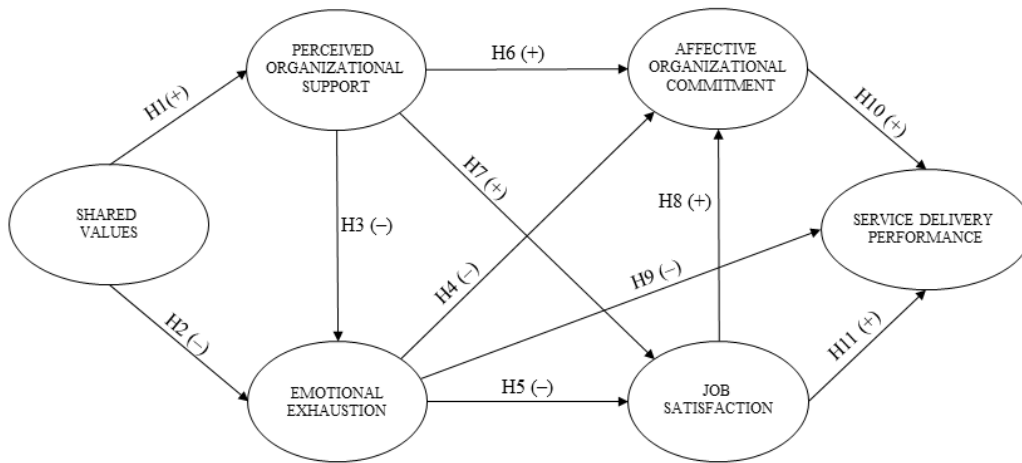 PERCEIVED
ORGANIZATIONAL
SUPPORT
H6 (+)
AFFECTIVE
ORGANIZATIONAL
COMMITMENT
H1(+)
H10 (+)
H7 (+)
SHARED
VALUES
H3 (–)
H8 (+)
SERVICE DELIVERY
PERFORMANCE
H4 (–)
H9 (–)
H2 (–)
H11 (+)
EMOTIONAL
EXHAUSTION
H5 (–)
JOB
SATISFACTION